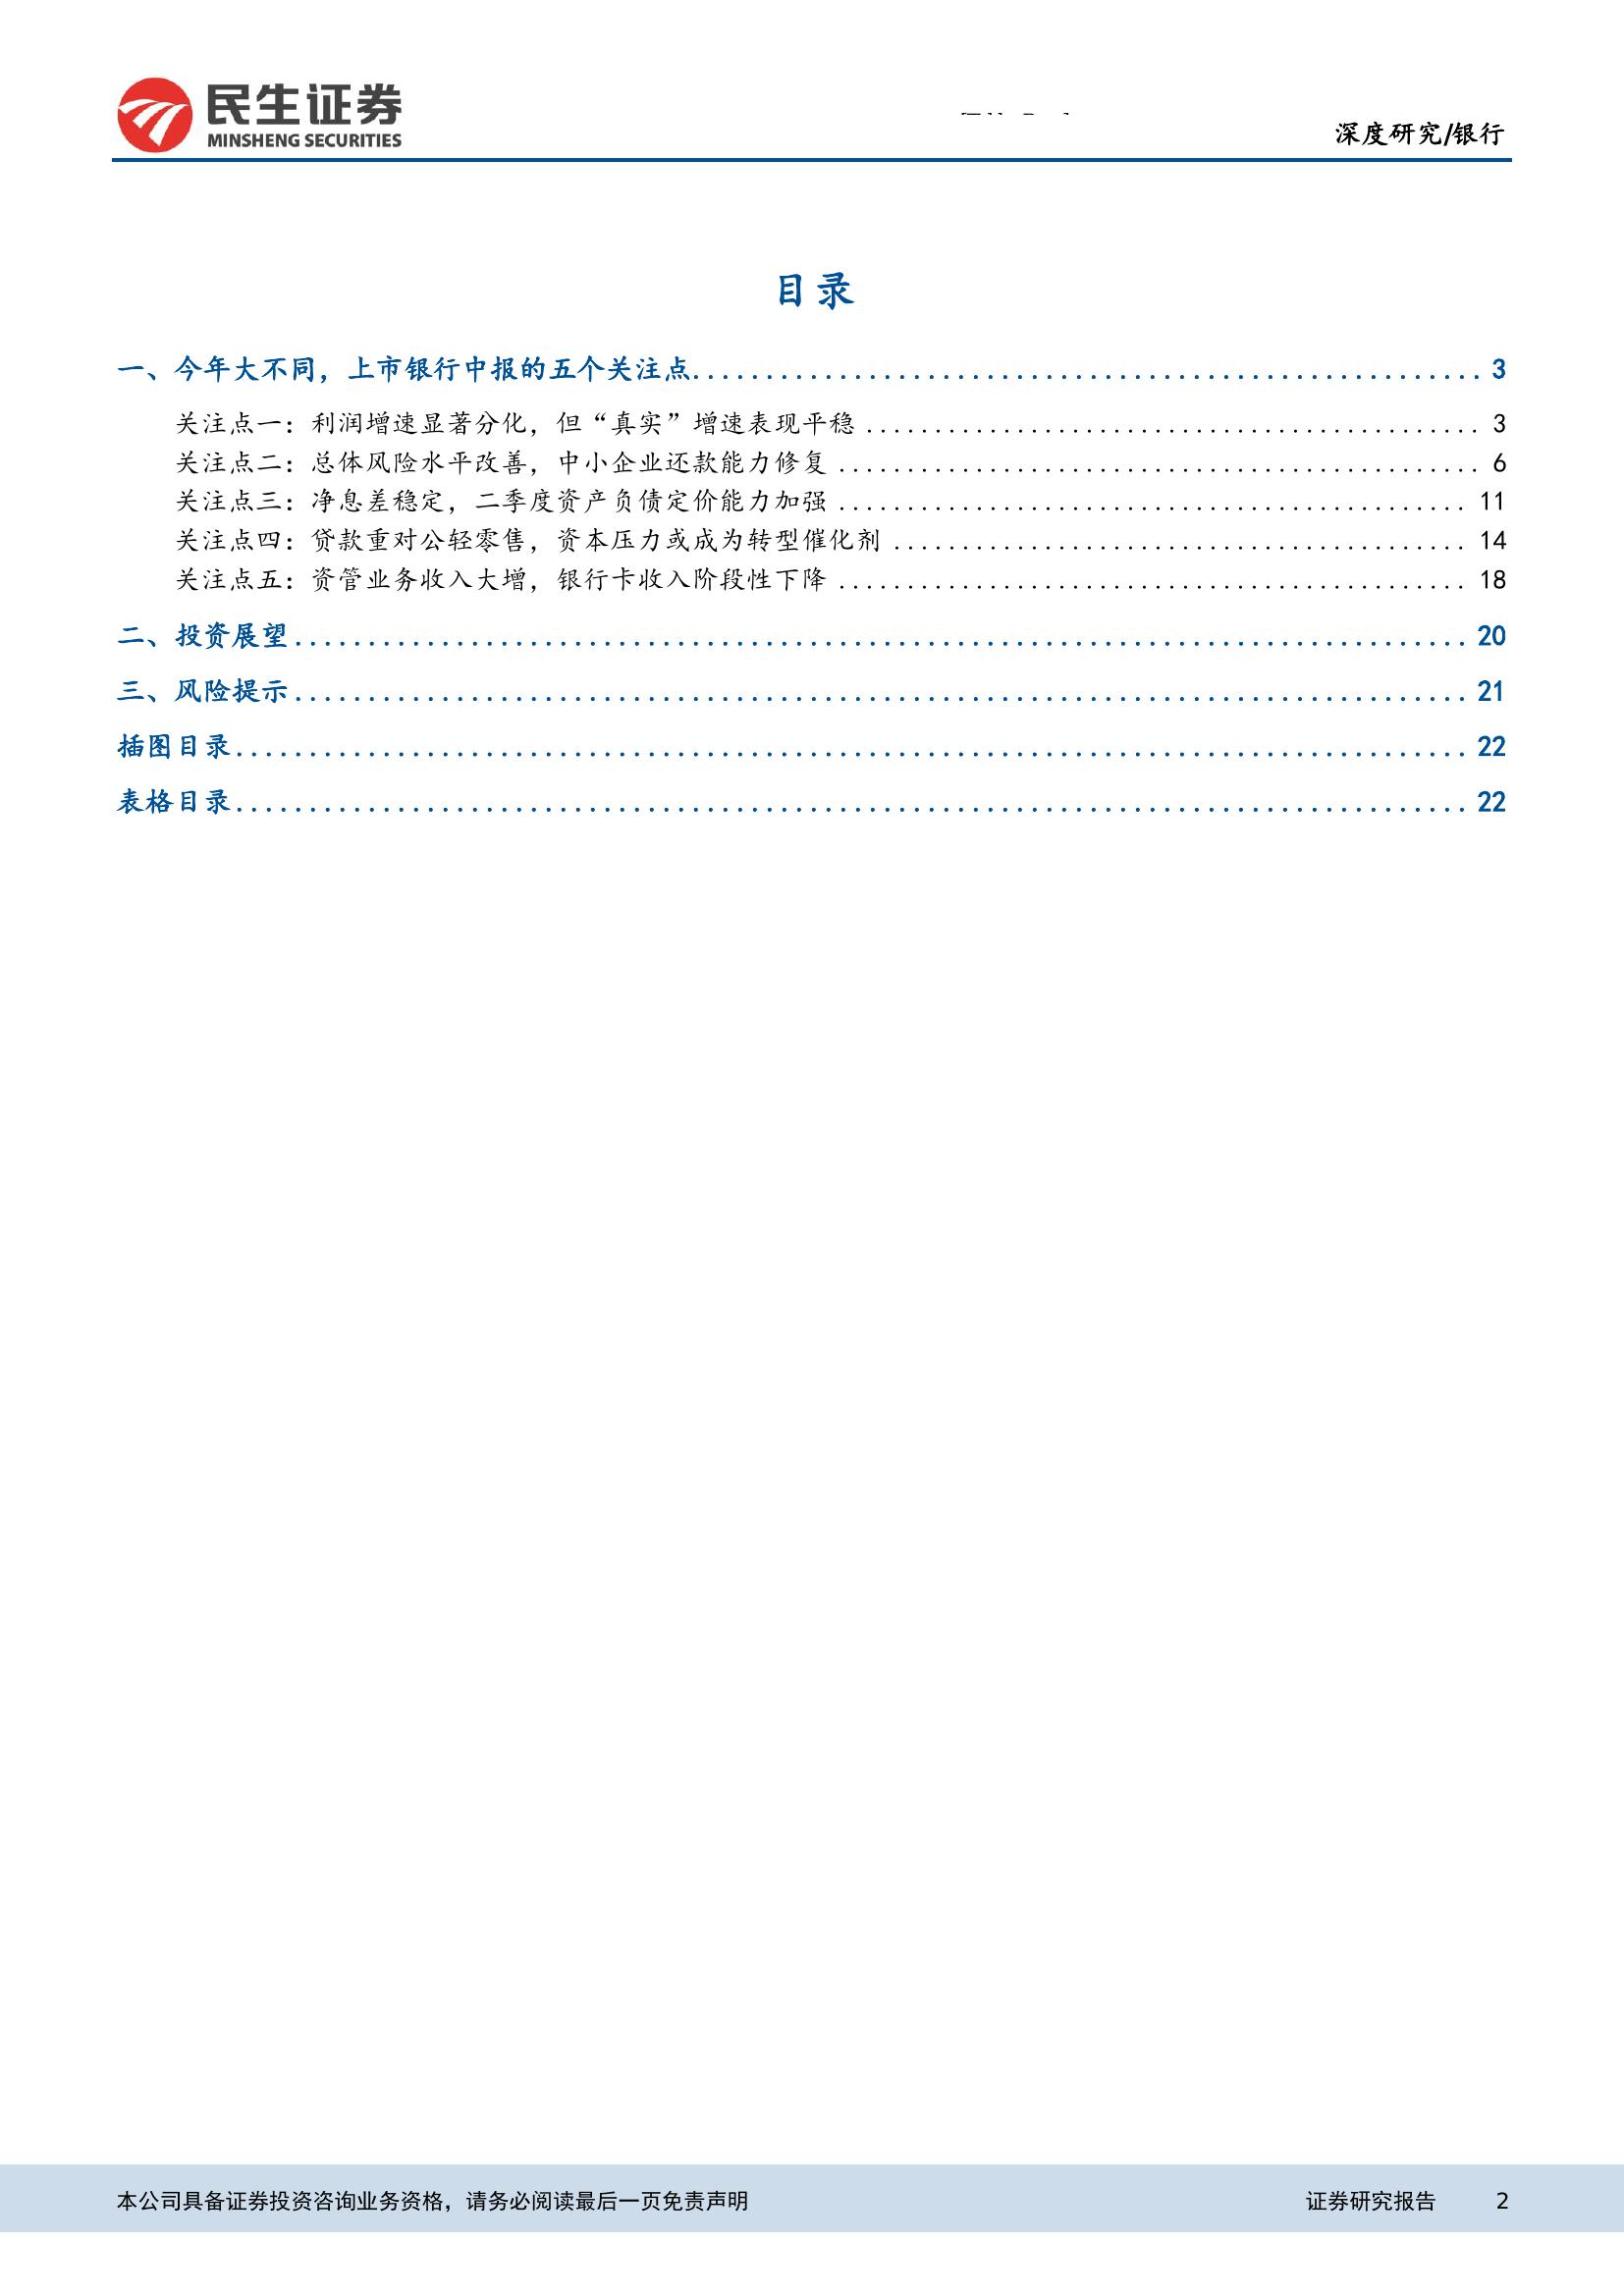 民生证券
MINSHENG SECURITIES
深度研究/银行
目录
一、今年大不同，上市银行中报的五个关注点................................................ 3
关注点一：利润增速显著分化，但“真实”增速表现平稳 ............................................. 3
关注点二：总体风险水平改善，中小企业还款能力修复 ............................................... 6
关注点三：净息差稳定，二季度资产负债定价能力加强 .............................................. 11
关注点四：贷款重对公轻零售，资本压力或成为转型催化剂 .......................................... 14
关注点五：资管业务收入大增，银行卡收入阶段性下降 .............................................. 18
二、投资展望................................................................................ 20
三、风险提示................................................................................ 21
插图目录.................................................................................... 22
表格目录.................................................................................... 22
本公司具备证券投资咨询业务资格，请务必阅读最后一页免责声明 证券研究报告 2